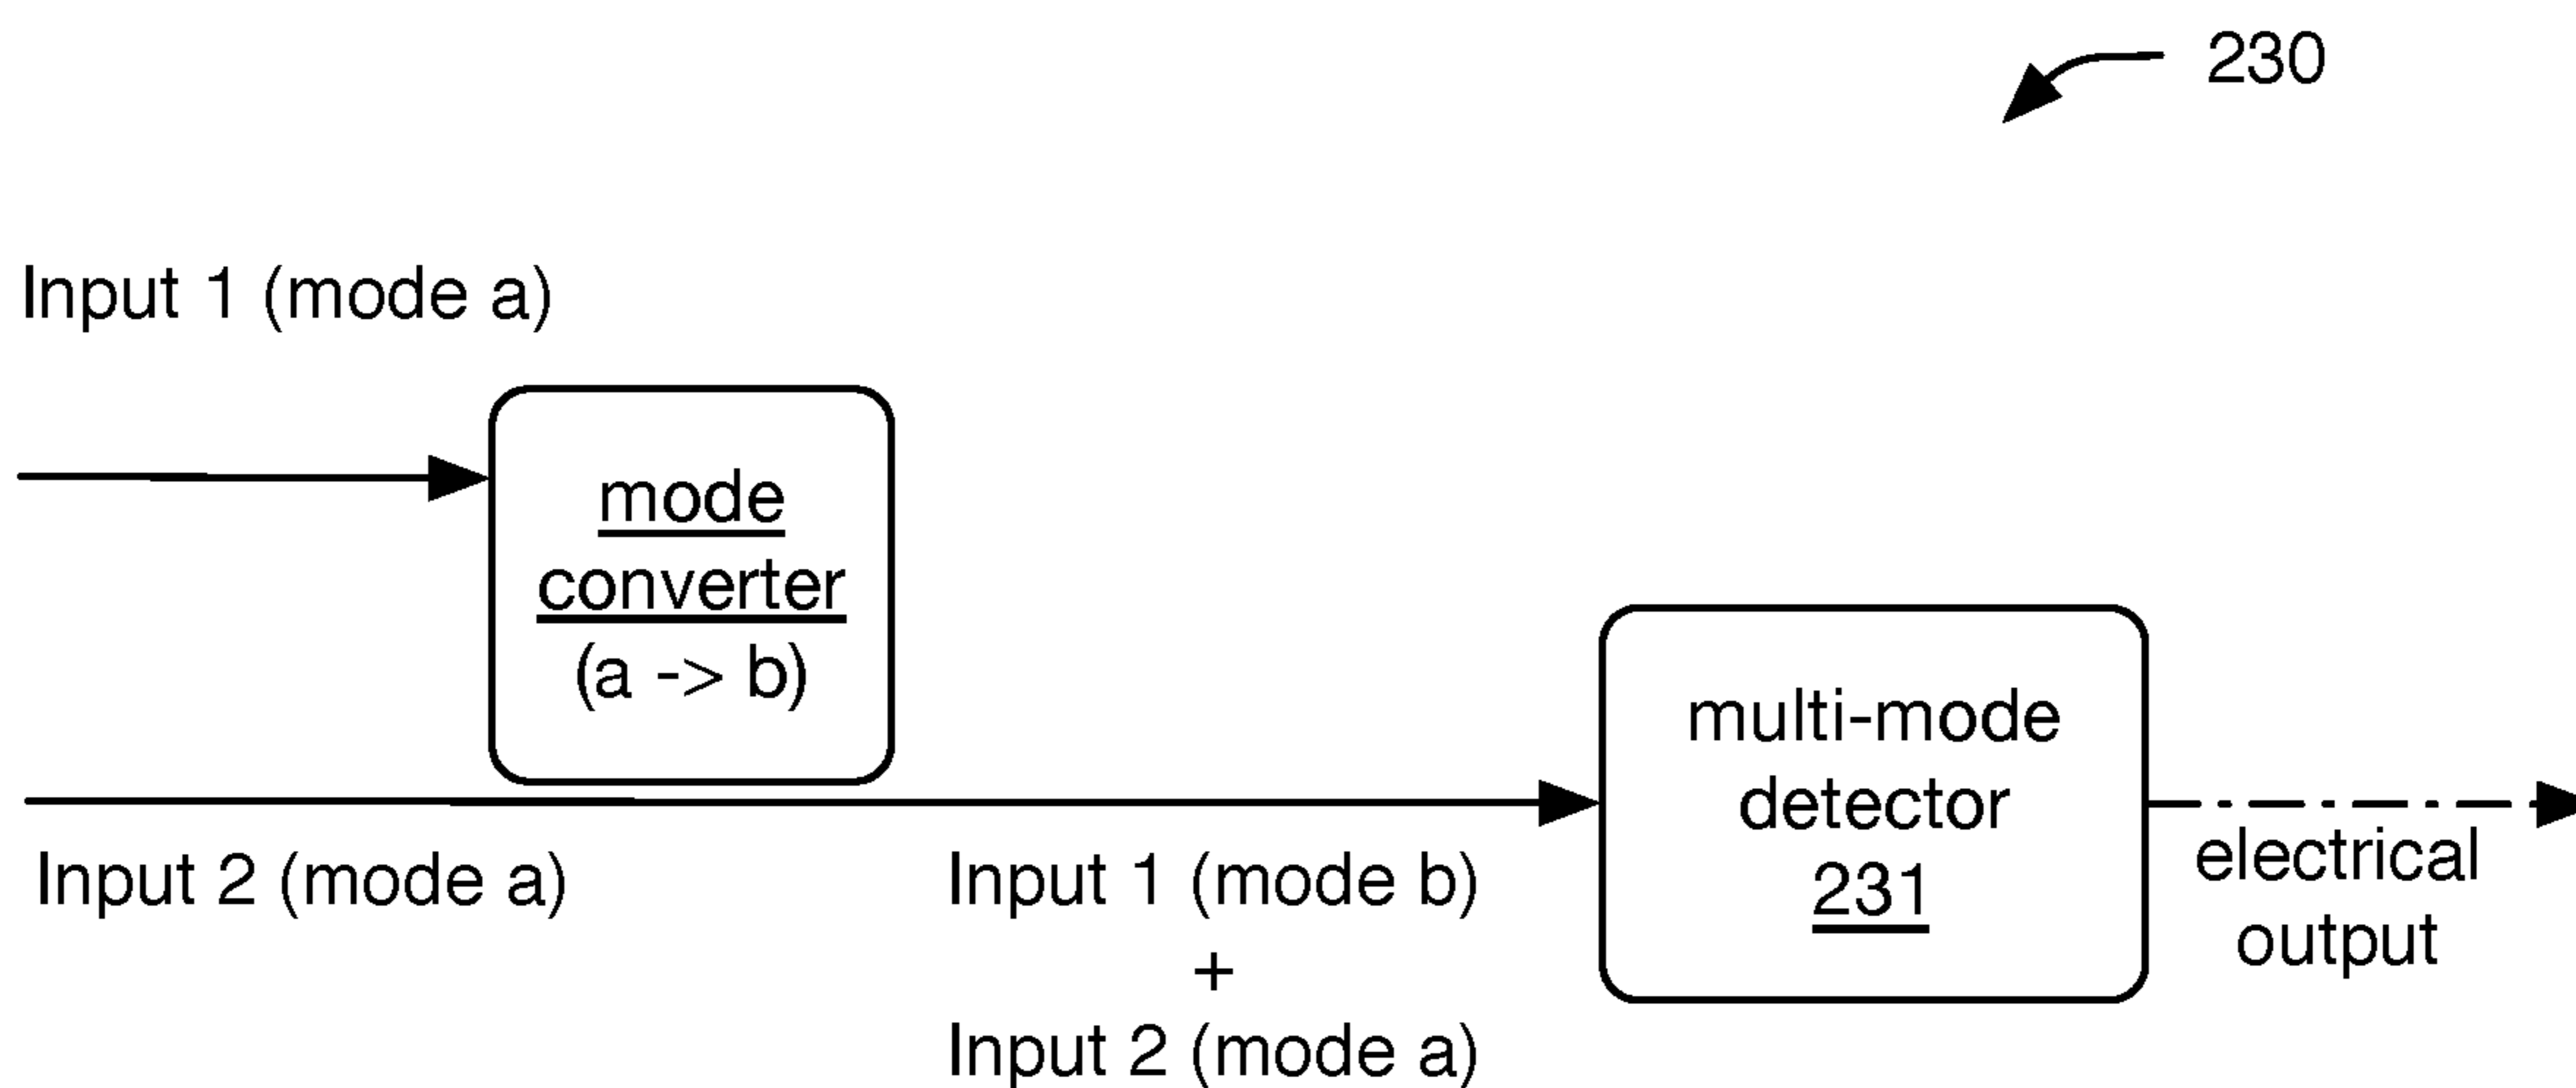 230
Input 1 (mode a)
mode
converter
(a -> b)
Input 2 (mode a)
Input 1 (mode b)
+
Input 2 (mode a)
multi-mode
detector
231
electrical
output